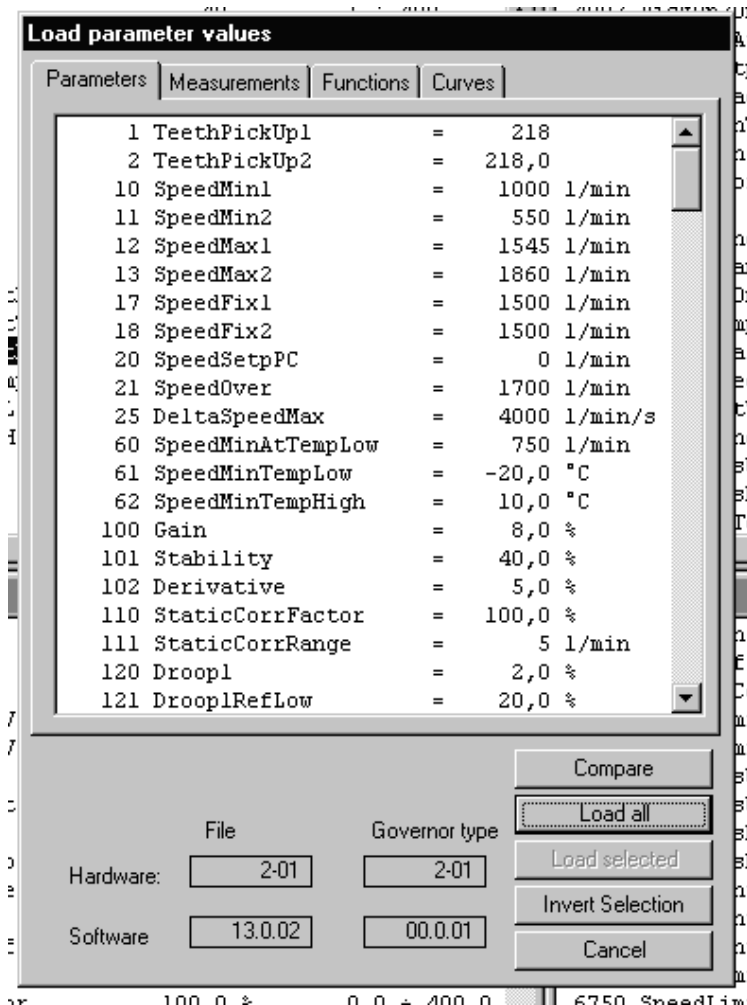 Load parameter values
Parameters Measurements Functions Curves
1 TeethPickUp1 = 218
2 TeethPickUp2 = 218,0
10 SpeedMin1 = 1000 1/min
11 SpeedMin2 = 550 1/min
12 SpeedMax1 = 1545 1/min
13 SpeedMax2 = 1860 1/min
17 SpeedFix1 = 1500 1/min
18 SpeedFix2 = 1500 1/min
20 SpeedSetpPC = 0 1/min
21 SpeedOver = 1700 1/min
25 DeltaSpeedMax = 4000 1/min/s
60 SpeedMinAtTempLow = 750 1/min
61 SpeedMinTempLow = -20,0 °C
62 SpeedMinTempHigh = 10,0 °C
100 Gain = 8,0 %
101 Stability = 40,0 %
102 Derivative = 5,0 %
110 StaticCorrFactor = 100,0 %
111 StaticCorrRange = 5 1/min
120 Droop1 = 2,0 %
121 Droop1RefLow = 20,0 %
Compare
Load all
File Governor type
Load selected
Hardware: 2-01 2-01
Invert Selection
Software 13.0.02 00.0.01
Cancel
100,0 % 0,0 ÷ 400,0 6750 SpeedLim